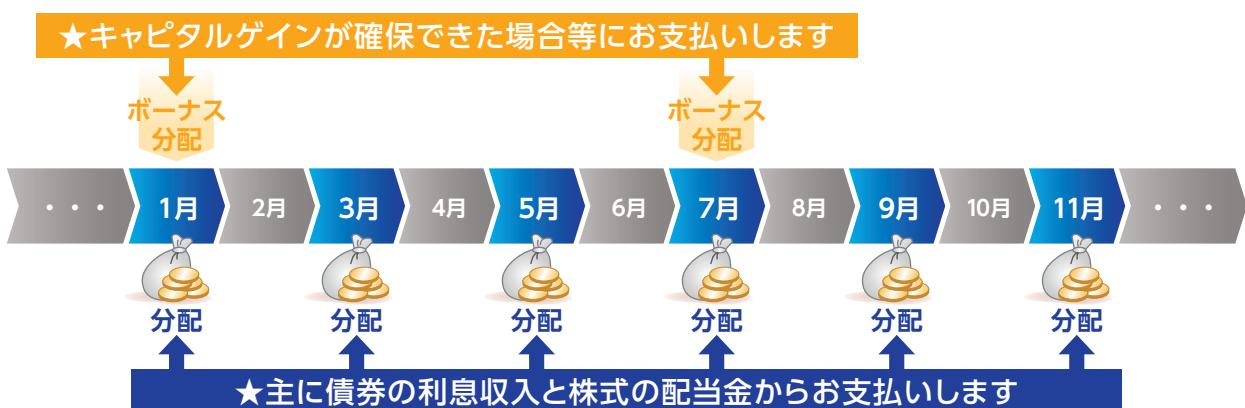 ★キャピタルゲインが確保できた場合等にお支払いします
ボーナス
分配
ボーナス
分配
・・・ 1月 2月 3月 4月 5月 6月 7月 8月 9月 10月 11月 ・・・
分配 分配 分配 分配 分配 分配
★主に債券の利息収入と株式の配当金からお支払いします